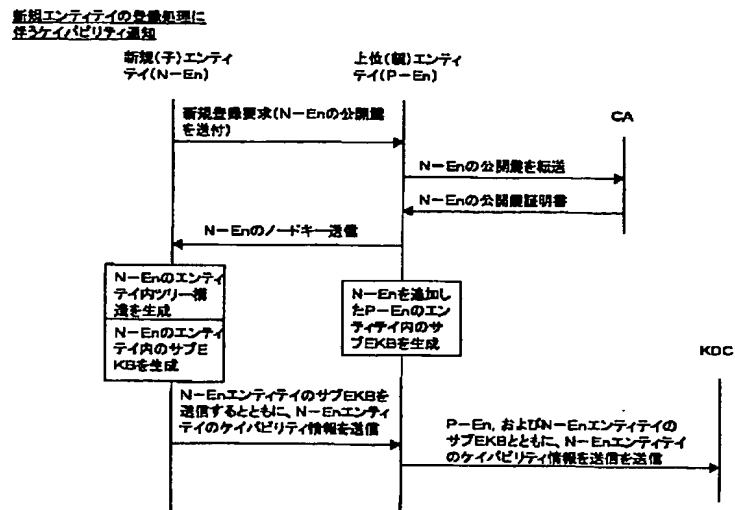 新規エンティテイの登録処理に
伴うケイパビリティ通知
新規(子)エンティ
テイ(N－En)
上位(親)エンティ
テイ(P－En)
新規登録要求(N－Enの公開鍵
を送付)
CA
N－Enの公開鍵を転送
N－Enの公開鍵証明書
N－Enのノードキー送信
N－Enのエンティ
テイ内ツリー構
造を生成
N－Enのエンティ
テイ内のサブE
KBを生成
N－Enを追加し
たP－Enのエン
ティテイ内のサ
ブEKBを生成
KDC
N－EnエンティテイのサブEKBを
送信するとともに、N－Enエンティ
テイのケイパビリティ情報を送信
P－En, およびN－Enエンティテイの
サブEKBとともに、N－Enエンティテイ
のケイパビリティ情報を送信を送信